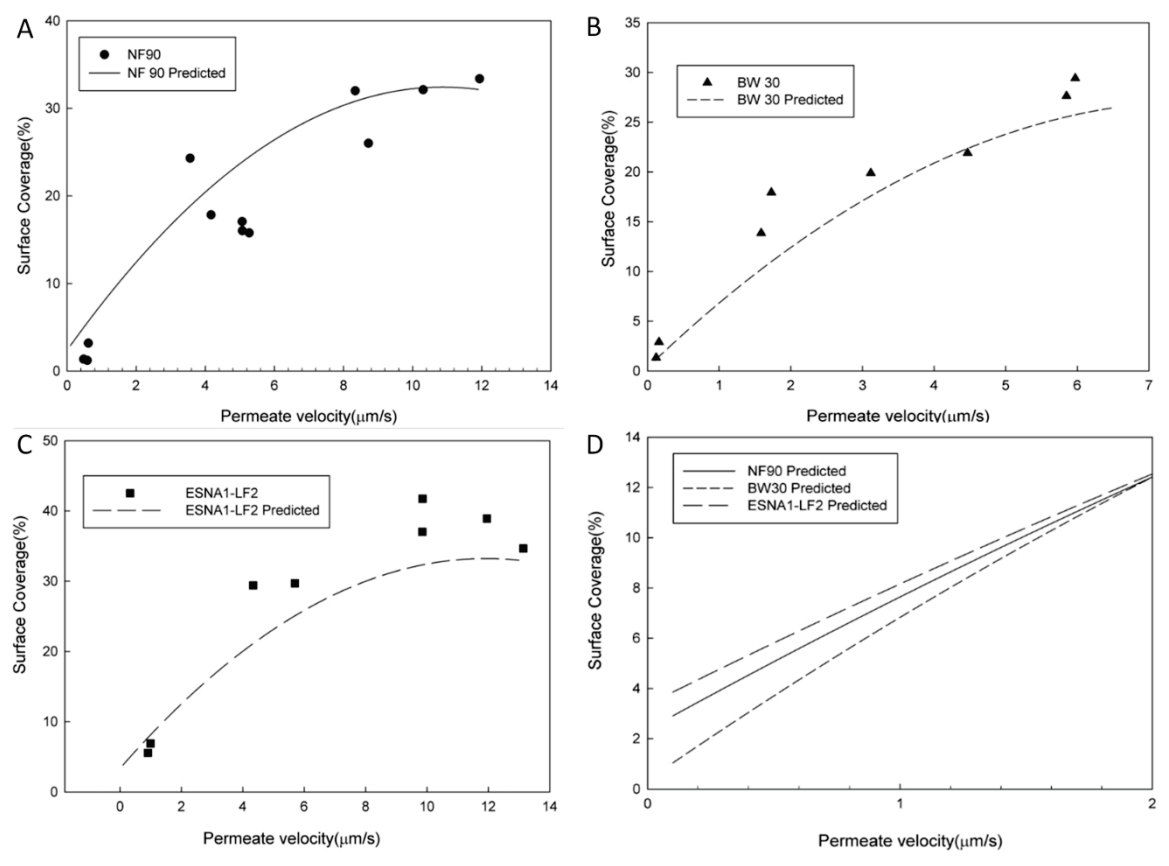 A
40
30
20
10
0
Surface Coverage(%)
NF90
NF 90 Predicted
0 2 4 6 8 10 12 14
Permeate velocity(μm/s)
B
35
30
25
20
15
10
5
0
Surface Coverage(%)
BW 30
BW 30 Predicted
0 1 2 3 4 5 6 7
Permeate velocity(μm/s)
C
50
40
30
20
10
0
Surface Coverage(%)
ESNA1-LF2
ESNA1-LF2 Predicted
0 2 4 6 8 10 12 14
Permeate velocity(μm/s)
D
14
12
10
8
6
4
2
0
Surface Coverage(%)
NF90 Predicted
BW30 Predicted
ESNA1-LF2 Predicted
0 1 2
Permeate velocity(μm/s)